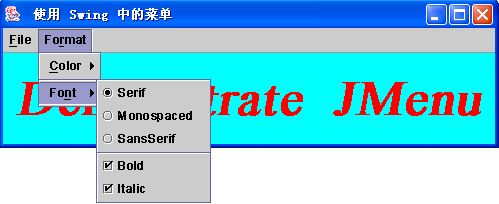 使用 Swing 中的菜单
File Format
Color
Font
De trate JMenu
Serif
Monospaced
SansSerif
Bold
Italic